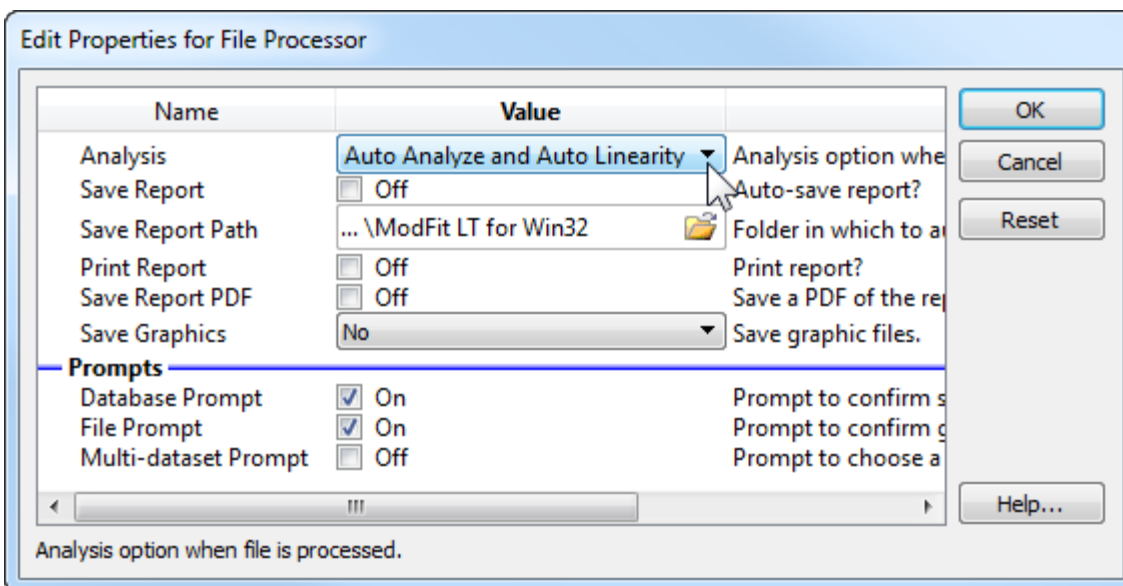 Edit Properties for File Processor
Name Value
Analysis Auto Analyze and Auto Linearity Analysis option whe
Save Report Off Auto-save report?
Save Report Path ... \ModFit LT for Win32 Folder in which to au
Print Report Off Print report?
Save Report PDF Off Save a PDF of the rep
Save Graphics No Save graphic files.
Prompts
Database Prompt On Prompt to confirm s
File Prompt On Prompt to confirm g
Multi-dataset Prompt Off Prompt to choose a
Analysis option when file is processed.
OK
Cancel
Reset
Help...